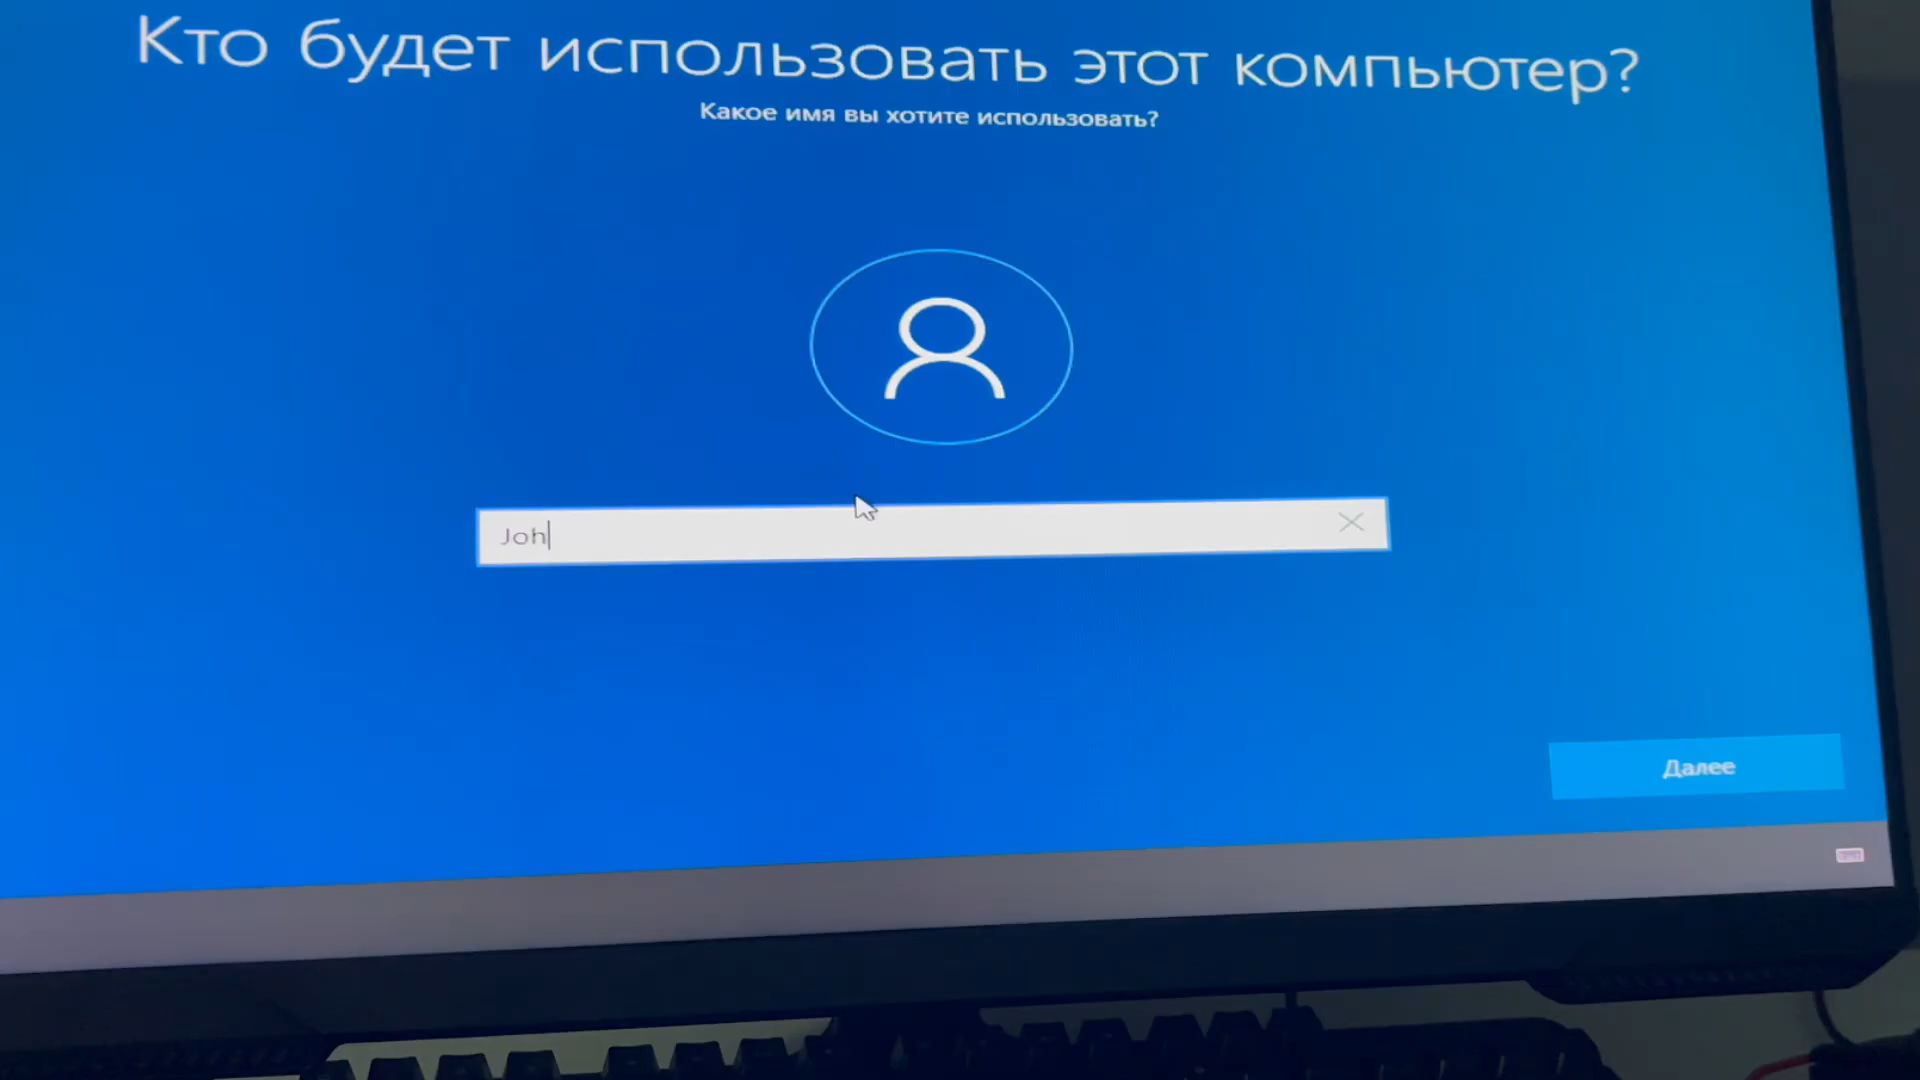 Кто будет использовать этот компьютер?
Какое имя вы хотите использовать?
Joh
Далее